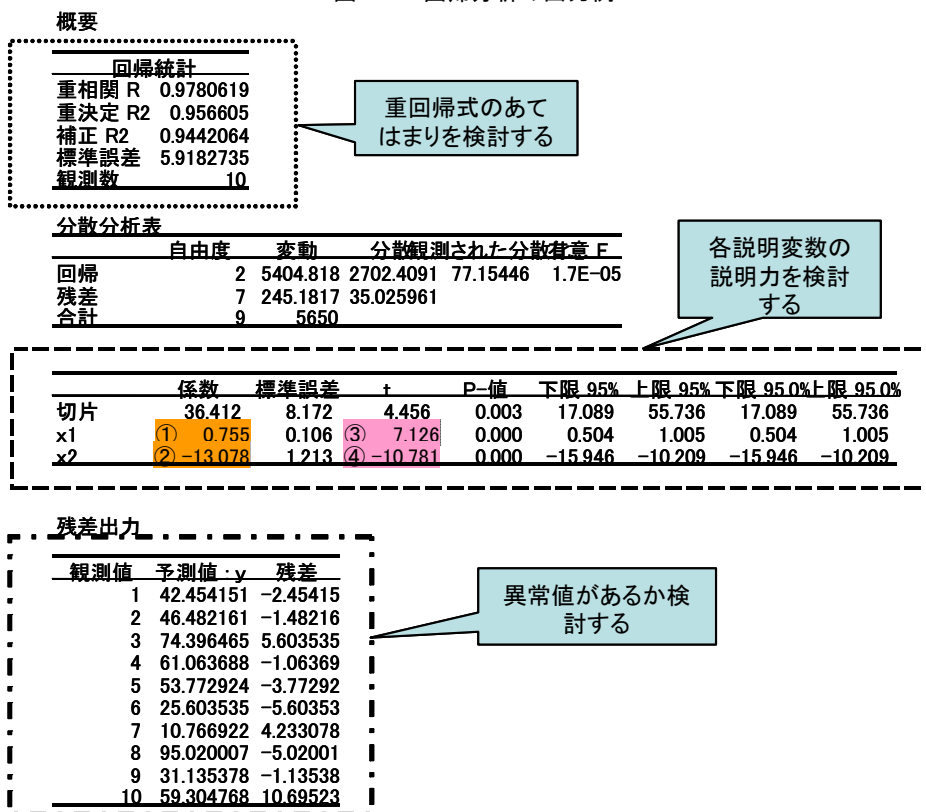 概要
回帰統計
重相関 R 0.9780619
重決定 R2 0.956605
補正 R2 0.9442064
標準誤差 5.9182735
観測数 10
重回帰式のあて
はまりを検討する
分散分析表
自由度 変動 分散 観測された分散比 有意 F
回帰 2 5404.818 2702.4091 77.15446 1.7E-05
残差 7 245.1817 35.025961
合計 9 5650
各説明変数の
説明力を検討
する
係数 標準誤差 t P-値 下限 95% 上限 95% 下限 95.0% 上限 95.0%
切片 36.412 8.172 4.456 0.003 17.089 55.736 17.089 55.736
x1 ① 0.755 0.106 ③ 7.126 0.000 0.504 1.005 0.504 1.005
x2 ② -13.078 1.213 ④ -10.781 0.000 -15.946 -10.209 -15.946 -10.209
残差出力
観測値 予測値 : y 残差
1 42.454151 -2.45415
2 46.482161 -1.48216
3 74.396465 5.603535
4 61.063688 -1.06369
5 53.772924 -3.77292
6 25.603535 -5.60353
7 10.766922 4.233078
8 95.020007 -5.02001
9 31.135378 -1.13538
10 59.304768 10.69523
異常値があるか検
討する